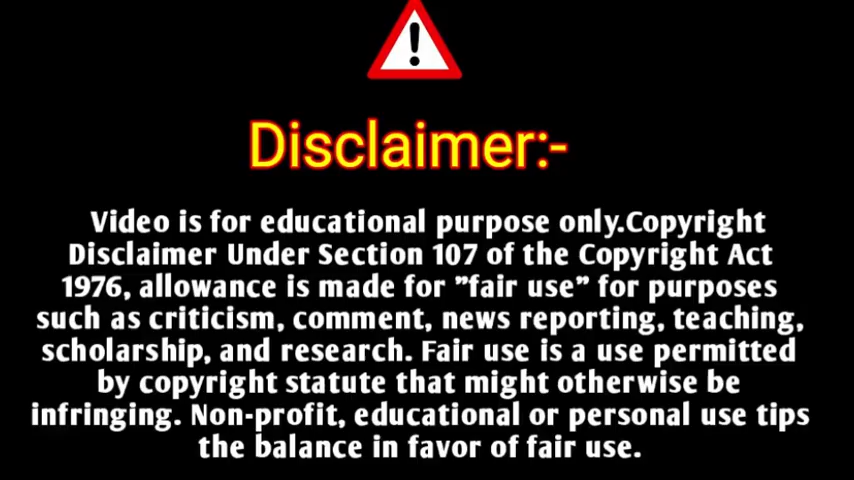 Disclaimer:-
Video is for educational purpose only.Copyright
Disclaimer Under Section 107 of the Copyright Act
1976, allowance is made for ”fair use” for purposes
such as criticism, comment, news reporting, teaching,
scholarship, and research. Fair use is a use permitted
by copyright statute that might otherwise be
infringing. Non-profit, educational or personal use tips
the balance in favor of fair use.